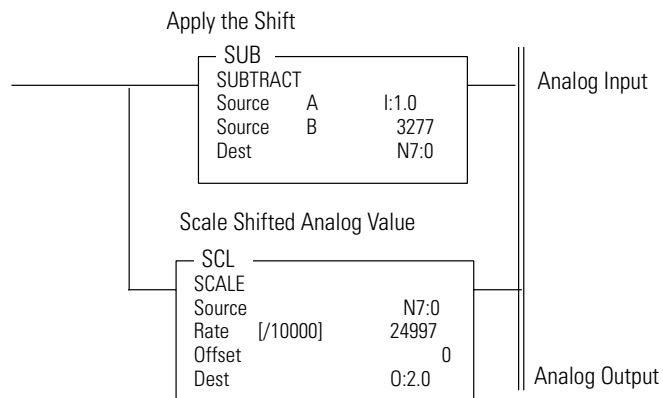 Apply the Shift
SUB
SUBTRACT
Source A I:1.0
Source B 3277
Dest N7:0
Analog Input
Scale Shifted Analog Value
SCL
SCALE
Source N7:0
Rate [/10000] 24997
Offset 0
Dest O:2.0
Analog Output